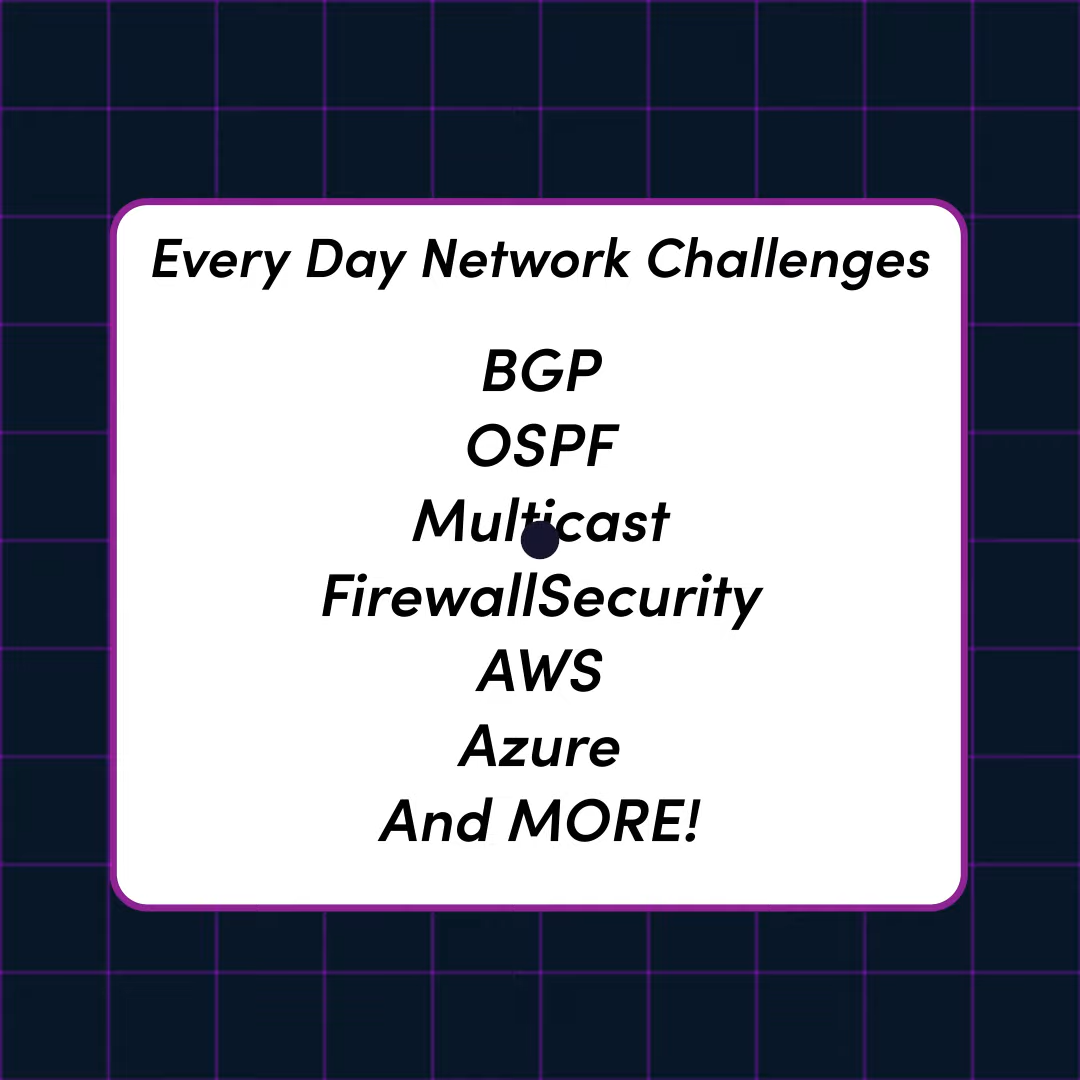 Every Day Network Challenges
BGP
OSPF
Multicast
FirewallSecurity
AWS
Azure
And MORE!